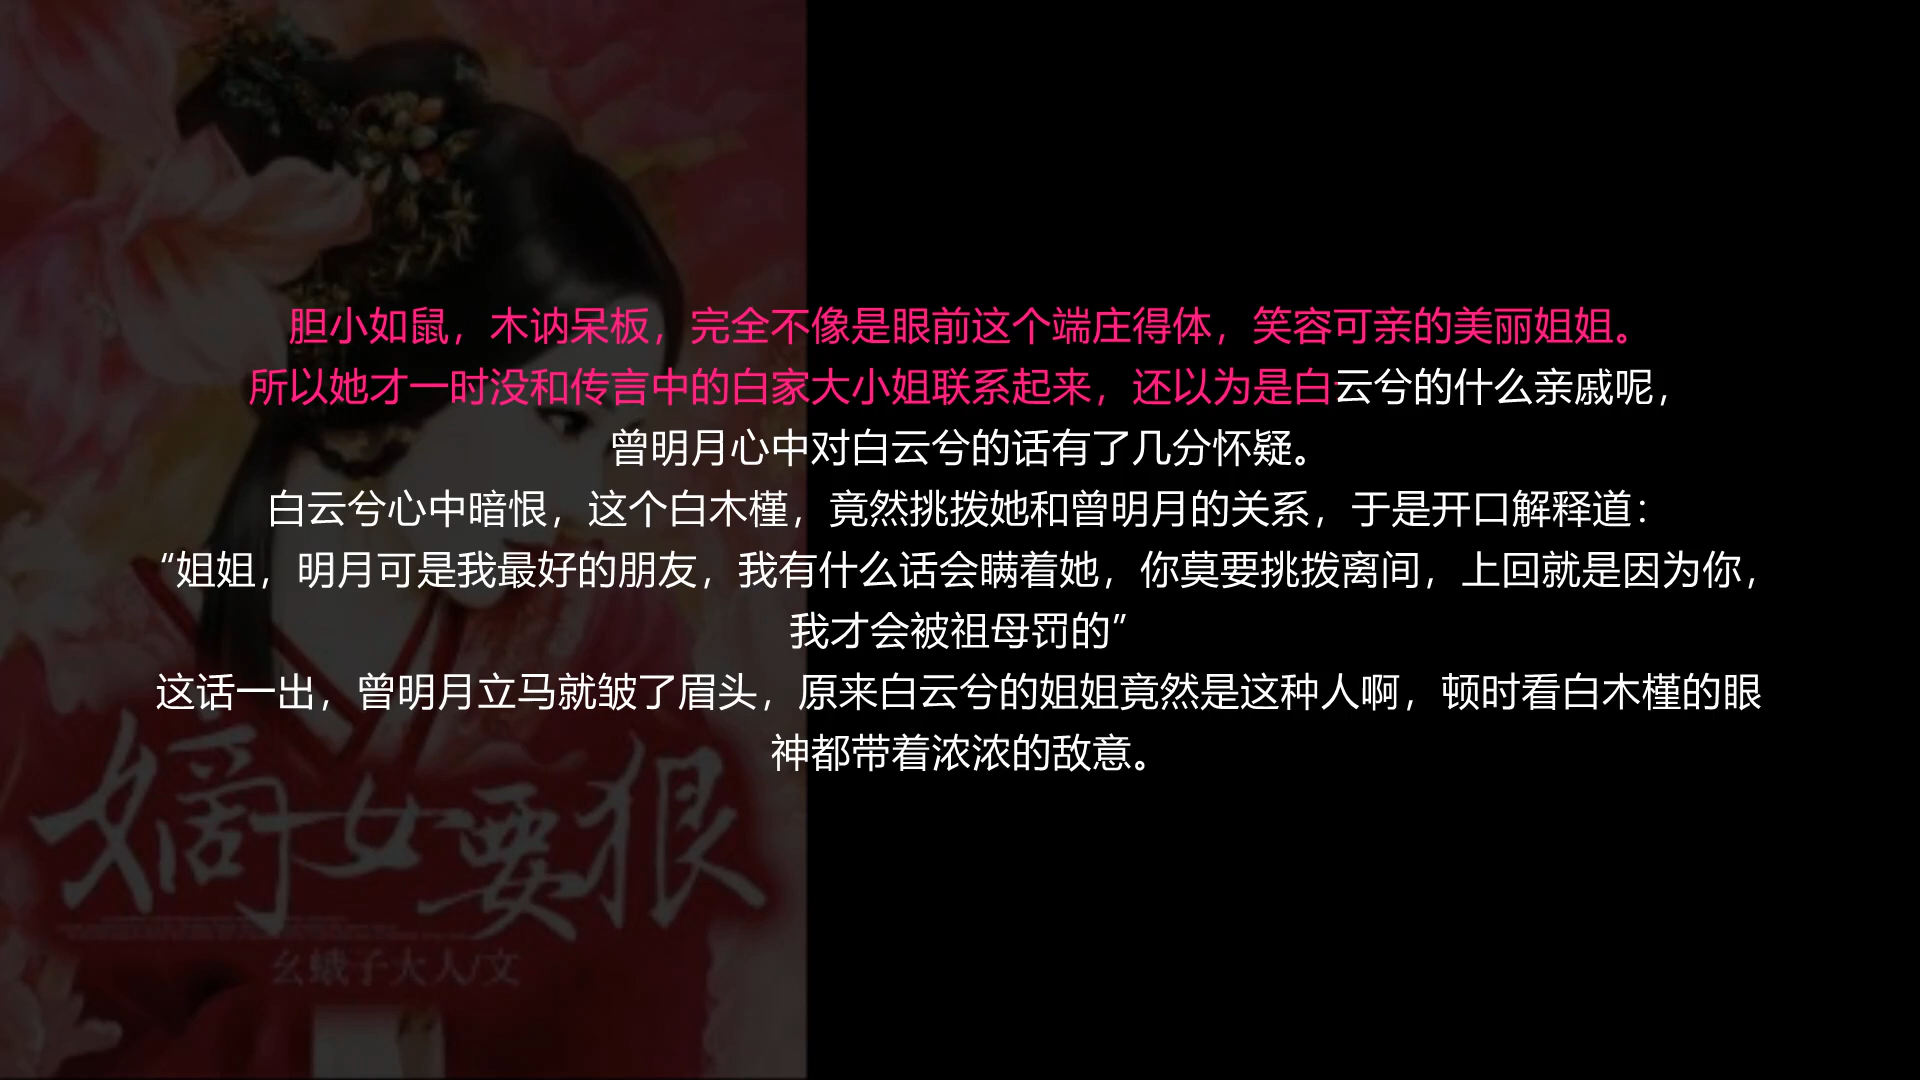 胆小如鼠，木讷呆板，完全不像是眼前这个端庄得体，笑容可亲的美丽姐姐。
所以她才一时没和传言中的白家大小姐联系起来，还以为是白云兮的什么亲戚呢，
曾明月心中对白云兮的话有了几分怀疑。
白云兮心中暗恨，这个白木槿，竟然挑拨她和曾明月的关系，于是开口解释道：
“姐姐，明月可是我最好的朋友，我有什么话会瞒着她，你莫要挑拨离间，上回就是因为你，
我才会被祖母罚的”
这话一出，曾明月立马就皱了眉头，原来白云兮的姐姐竟然是这种人啊，顿时看白木槿的眼
神都带着浓浓的敌意。
嫡女要狠
幺蛾子大人/文